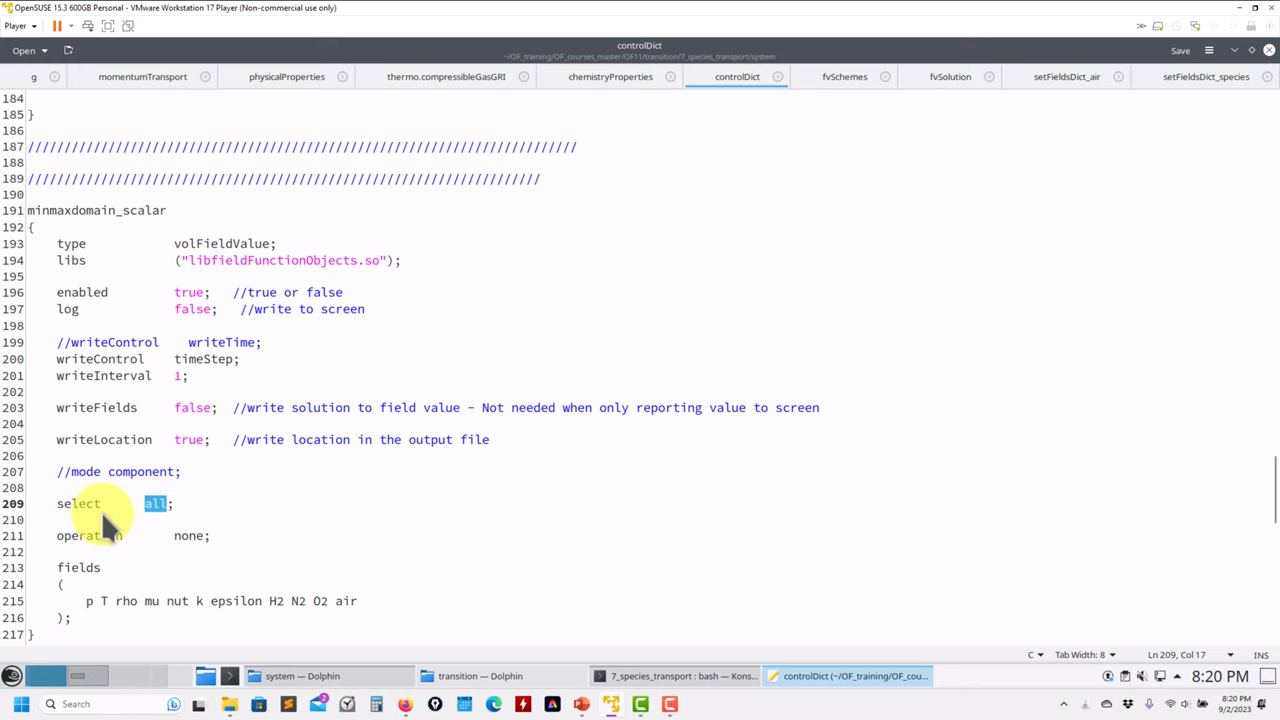 OpenSUSE 15.3 600GB Personal - VMware Workstation 17 Player (Non-commercial use only)
Player
Open
controlDict
~/OF_training/OF_courses_master/OF11/transition/7_species_transport/system
Save
g
momentumTransport
physicalProperties
thermo.compressibleGasGRI
chemistryProperties
controlDict
fvSchemes
fvSolution
setFieldsDict_air
setFieldsDict_species
184
185 }
186
187 ////////////////////////////////////////////////////////////////////////////
188
189 ///////////////////////////////////////////////////////////////////////
190
191 minmaxdomain_scalar
192 {
193 type volFieldValue;
194 libs ("libfieldFunctionObjects.so");
195
196 enabled true; //true or false
197 log false; //write to screen
198
199 //writeControl writeTime;
200 writeControl timeStep;
201 writeInterval 1;
202
203 writeFields false; //write solution to field value - Not needed when only reporting value to screen
204
205 writeLocation true; //write location in the output file
206
207 //mode component;
208
209 select all;
210
211 operation none;
212
213 fields
214 (
215 p T rho mu nut k epsilon H2 N2 O2 air
216 );
217 }
C
Tab Width: 8
Ln 209, Col 17
INS
system — Dolphin
transition — Dolphin
7_species_transport : bash — Kons...
controlDict (~/OF_training/OF_cou...
8:20 PM
Search
2
8:20 PM
9/2/2023